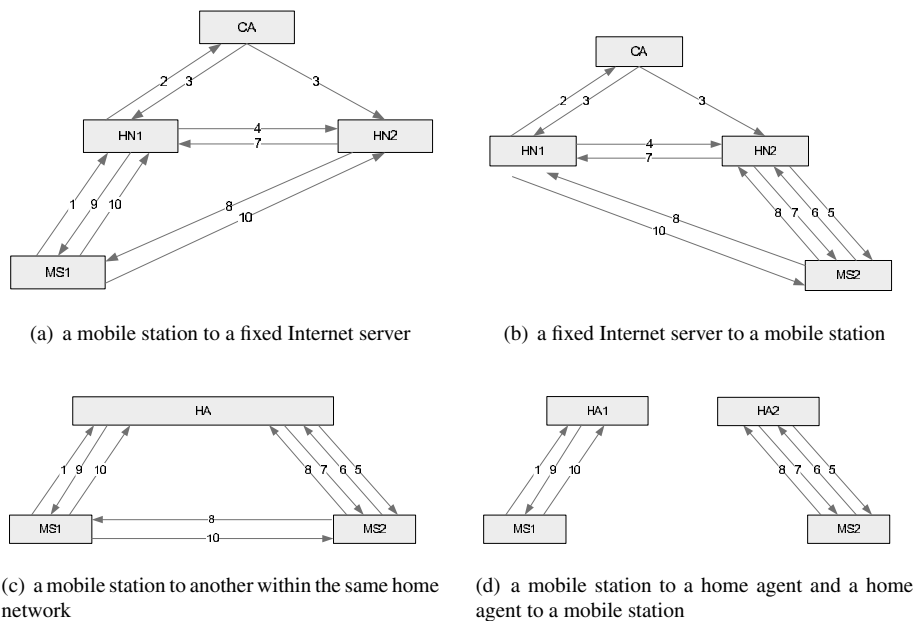 CA
2
3
3
HN1
4
7
HN2
1
9
10
8
10
MS1
(a) a mobile station to a fixed Internet server
CA
2
3
3
HN1
4
7
HN2
8
10
8
7
6
5
MS2
(b) a fixed Internet server to a mobile station
HA
1
9
10
8
7
6
5
MS1
8
10
MS2
(c) a mobile station to another within the same home
network
HA1
HA2
1
9
10
8
7
6
5
MS1
MS2
(d) a mobile station to a home agent and a home
agent to a mobile station